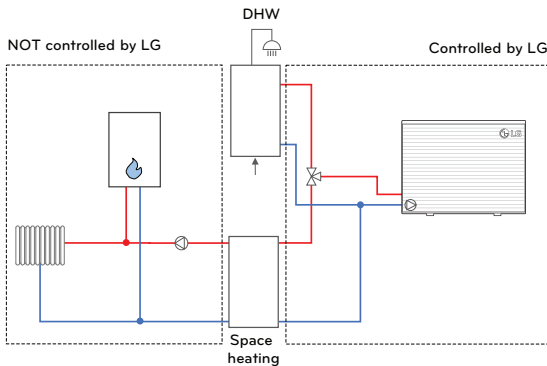 DHW
NOT controlled by LG
Controlled by LG
LG
Space
heating